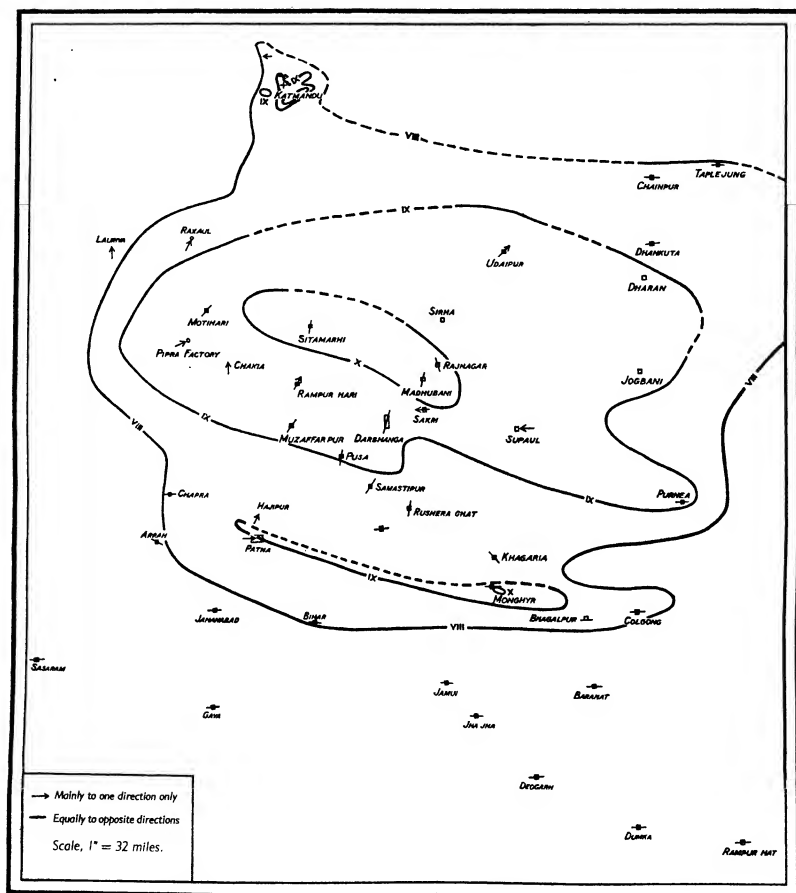 KATMANDU
IX
IX
VIII
TAPLEJUNG
CHAINPUR
IX
RAXAUL
LAURIYA
UDAIPUR
DHANKUTA
DHARAN
MOTIHARI
SITAMARHI
SIRHA
VIII
PIPRA FACTORY
CHAKIA
X
RAJNAGAR
JOGBANI
RAMPUR HARI
MADHUBANI
SAKRI
VIII
IX
MUZAFFARPUR
DARBHANGA
SUPAUL
PUSA
CHAPRA
SAMASTIPUR
IX
PURNEA
HAJPUR
RUSHERA GHAT
ARRAH
PATNA
KHAGARIA
IX
X
MONGHYR
JAHANABAD
BIHAR
VIII
BHAGALPUR
COLGONG
SASARAM
JAMUI
BARAHAT
GAYA
JHA JHA
DEOGARH
DUMKA
RAMPUR HAT
Mainly to one direction only
Equally to opposite directions
Scale, 1" = 32 miles.